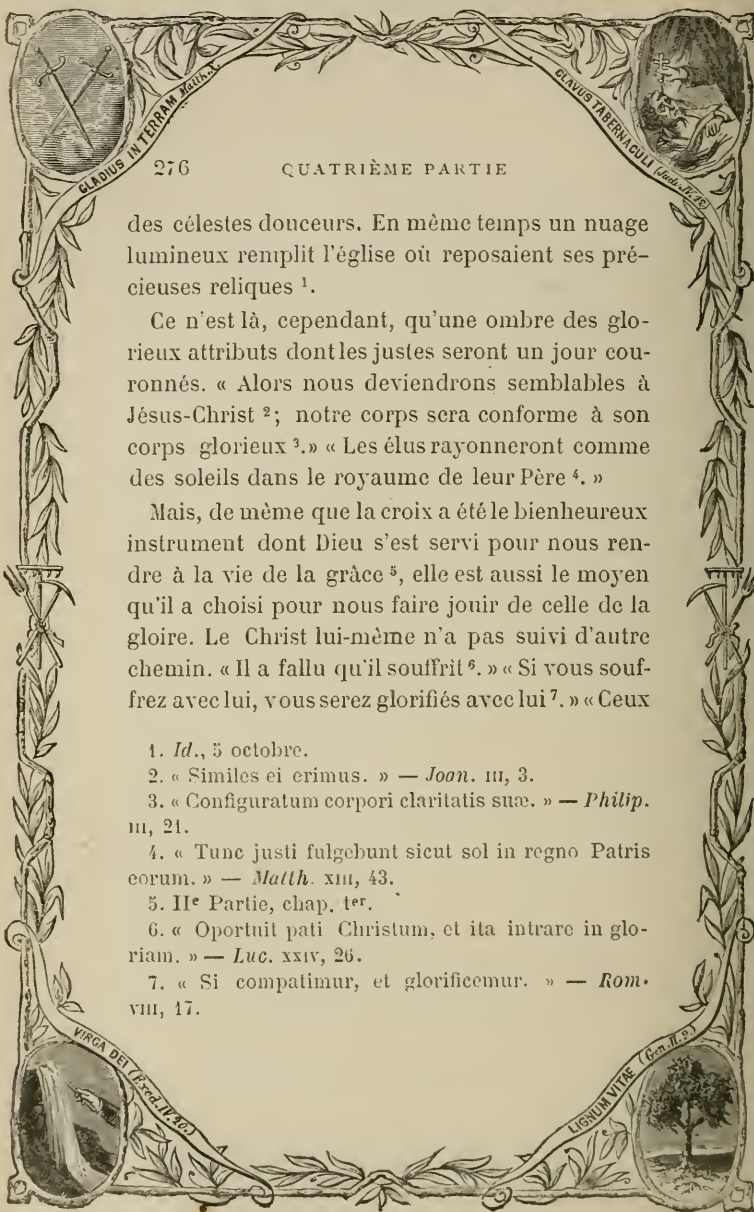 GLADIUS IN TERRAM Matth. X.
CLAVUS TABERNACULI (Jud. IV. 12)
276 QUATRIÈME PARTIE
des célestes douceurs. En même temps un nuage
lumineux remplit l'église où reposaient ses pré-
cieuses reliques ¹.
Ce n'est là, cependant, qu'une ombre des glo-
rieux attributs dont les justes seront un jour cou-
ronnés. « Alors nous deviendrons semblables à
Jésus-Christ ² ; notre corps sera conforme à son
corps glorieux ³. » « Les élus rayonneront comme
des soleils dans le royaume de leur Père ⁴. »
Mais, de même que la croix a été le bienheureux
instrument dont Dieu s'est servi pour nous ren-
dre à la vie de la grâce ⁵, elle est aussi le moyen
qu'il a choisi pour nous faire jouir de celle de la
gloire. Le Christ lui-même n'a pas suivi d'autre
chemin. « Il a fallu qu'il souffrît ⁶. » « Si vous souf-
frez avec lui, vous serez glorifiés avec lui ⁷. » « Ceux
1. Id., 5 octobre.
2. « Similes ei erimus. » — Joan. III, 3.
3. « Configuratum corpori claritatis suæ. » — Philip.
III, 21.
4. « Tunc justi fulgebunt sicut sol in regno Patris
eorum. » — Matth. XIII, 43.
5. IIe Partie, chap. 1er.
6. « Oportuit pati Christum, et ita intrare in glo-
riam. » — Luc. XXIV, 26.
7. « Si compatimur, et glorificemur. » — Rom.
VIII, 17.
VIRGA DEI (Exod. IV. 20.)
LIGNUM VITAE (Gen. II. 9.)